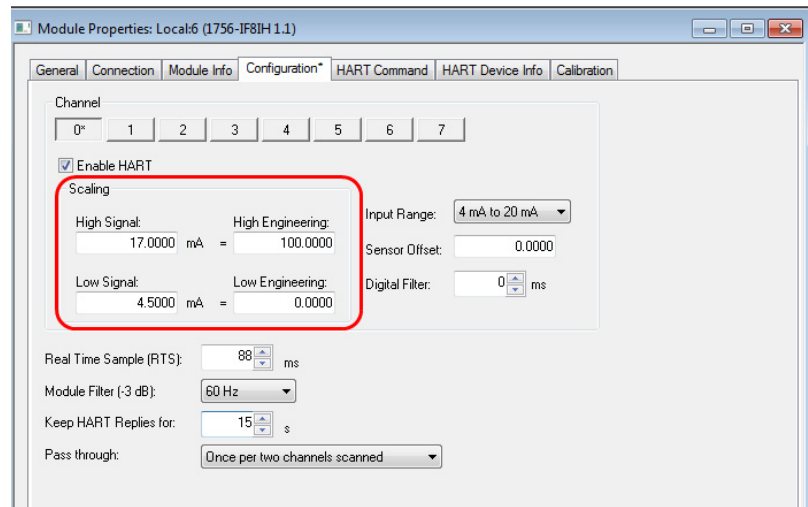 Module Properties: Local:6 (1756-IF8IH 1.1)
General Connection Module Info Configuration* HART Command HART Device Info Calibration
Channel
0* 1 2 3 4 5 6 7
Enable HART
Scaling
High Signal: High Engineering:
17.0000 mA = 100.0000
Low Signal: Low Engineering:
4.5000 mA = 0.0000
Input Range: 4 mA to 20 mA
Sensor Offset: 0.0000
Digital Filter: 0 ms
Real Time Sample (RTS): 88 ms
Module Filter (-3 dB): 60 Hz
Keep HART Replies for: 15 s
Pass through: Once per two channels scanned